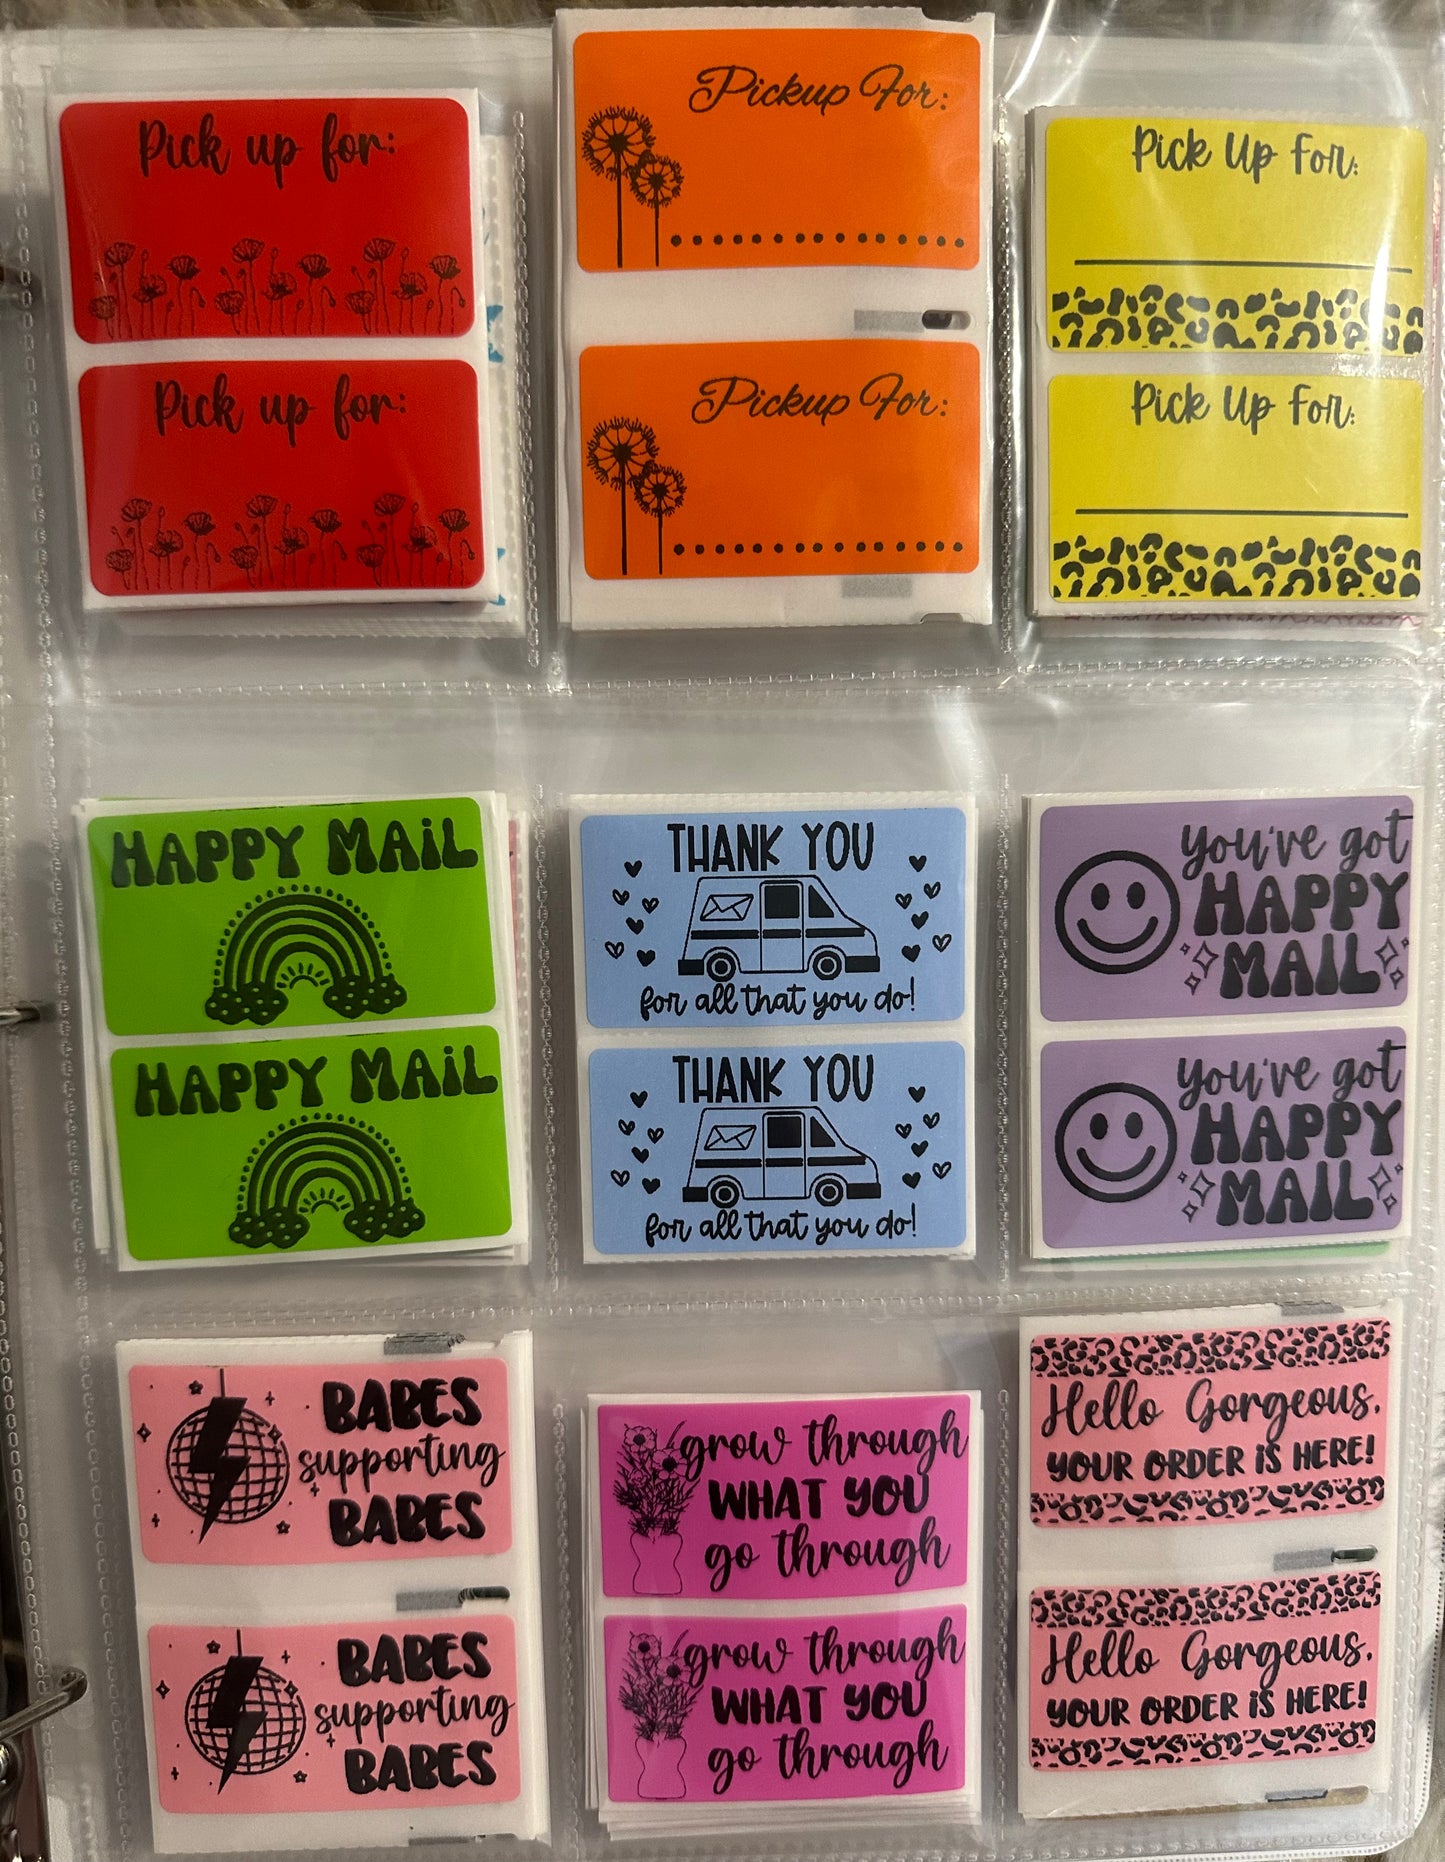 Pick up for:
Pick up for:
Pickup For:
Pickup For:
Pick Up For:
Pick Up For:
HAPPY MAiL
HAPPY MAiL
THANK YOU
for all that you do!
THANK YOU
for all that you do!
you've got
HAPPY
MAIL
you've got
HAPPY
MAIL
BABES
supporting
BABES
BABES
supporting
BABES
grow through
WHAT YOU
go through
grow through
WHAT YOU
go through
Hello Gorgeous,
YOUR ORDER iS HERE!
Hello Gorgeous,
YOUR ORDER iS HERE!